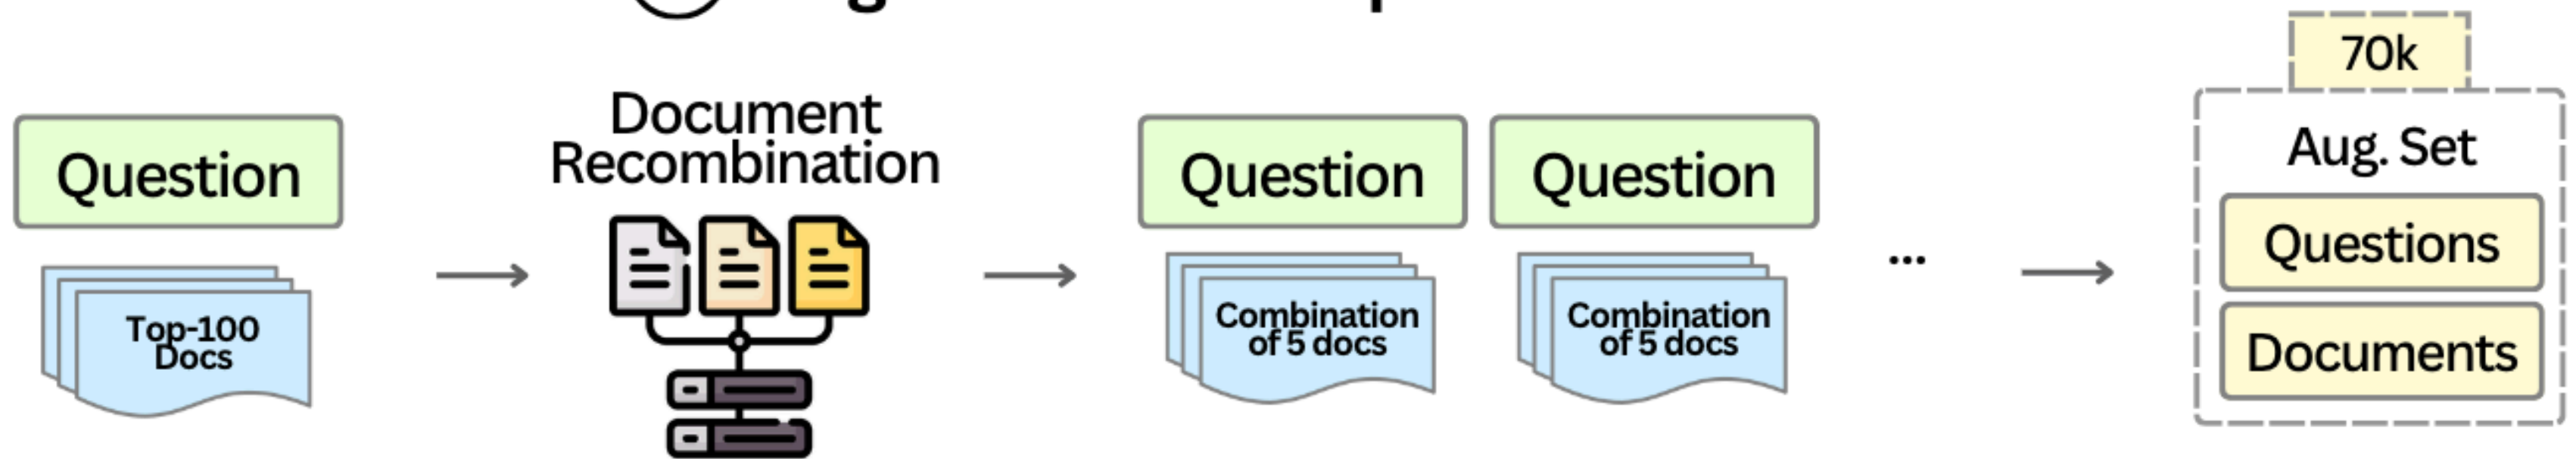 Question
Top-100
Docs
Document
Recombination
Question
Combination
of 5 docs
Question
Combination
of 5 docs
...
70k
Aug. Set
Questions
Documents